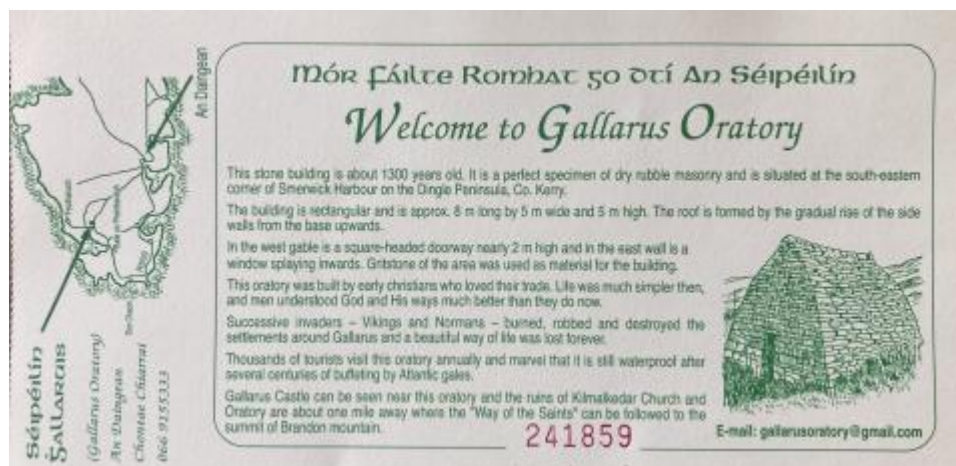 Mór Fáilte Romhat go dtí An Séipéilín
Welcome to Gallarus Oratory
This stone building is about 1300 years old. It is a perfect specimen of dry rubble masonry and is situated at the south-eastern
corner of Smerwick Harbour on the Dingle Peninsula, Co. Kerry.
The building is rectangular and is approx. 8 m long by 5 m wide and 5 m high. The roof is formed by the gradual rise of the side
walls from the base upwards.
In the west gable is a square-headed doorway nearly 2 m high and in the east wall is a
window splaying inwards. Gritstone of the area was used as material for the building.
This oratory was built by early christians who loved their trade. Life was much simpler then,
and men understood God and His ways much better than they do now.
Successive invaders – Vikings and Normans – burned, robbed and destroyed the
settlements around Gallarus and a beautiful way of life was lost forever.
Thousands of tourists visit this oratory annually and marvel that it is still waterproof after
several centuries of buffeting by Atlantic gales.
Gallarus Castle can be seen near this oratory and the ruins of Kilmalkedar Church and
Oratory are about one mile away where the "Way of the Saints" can be followed to the
summit of Brandon mountain.
241859
E-mail: gallarusoratory@gmail.com
An Daingean
Séipéilín
Ġallarais
(Gallarus Oratory)
An Daingean
Chontae Chiarraí
066 9155333